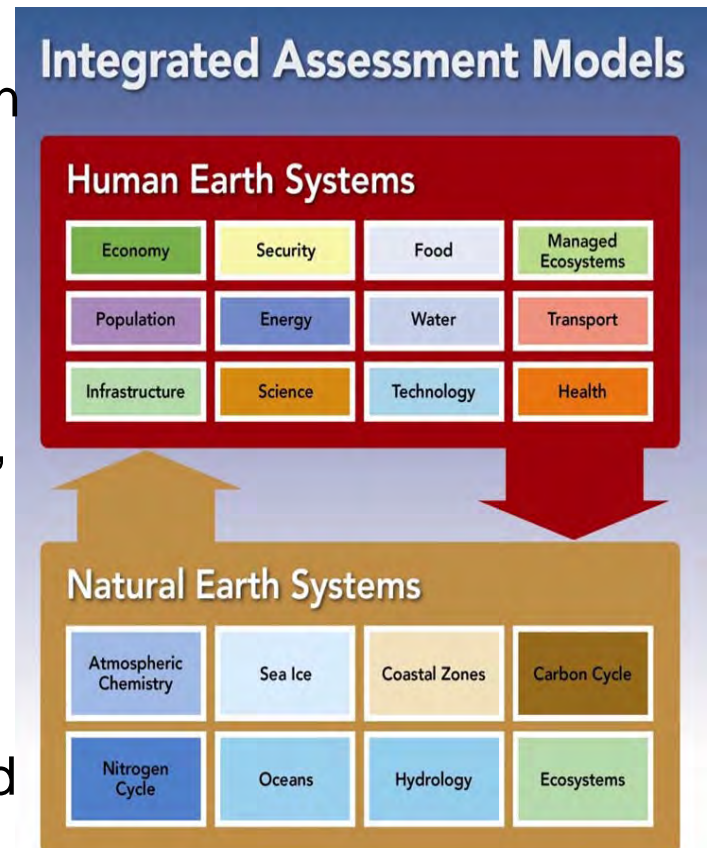 Integrated Assessment Models
Human Earth Systems
Economy
Security
Food
Managed
Ecosystems
Population
Energy
Water
Transport
Infrastructure
Science
Technology
Health
Natural Earth Systems
Atmospheric
Chemistry
Sea Ice
Coastal Zones
Carbon Cycle
Nitrogen
Cycle
Oceans
Hydrology
Ecosystems